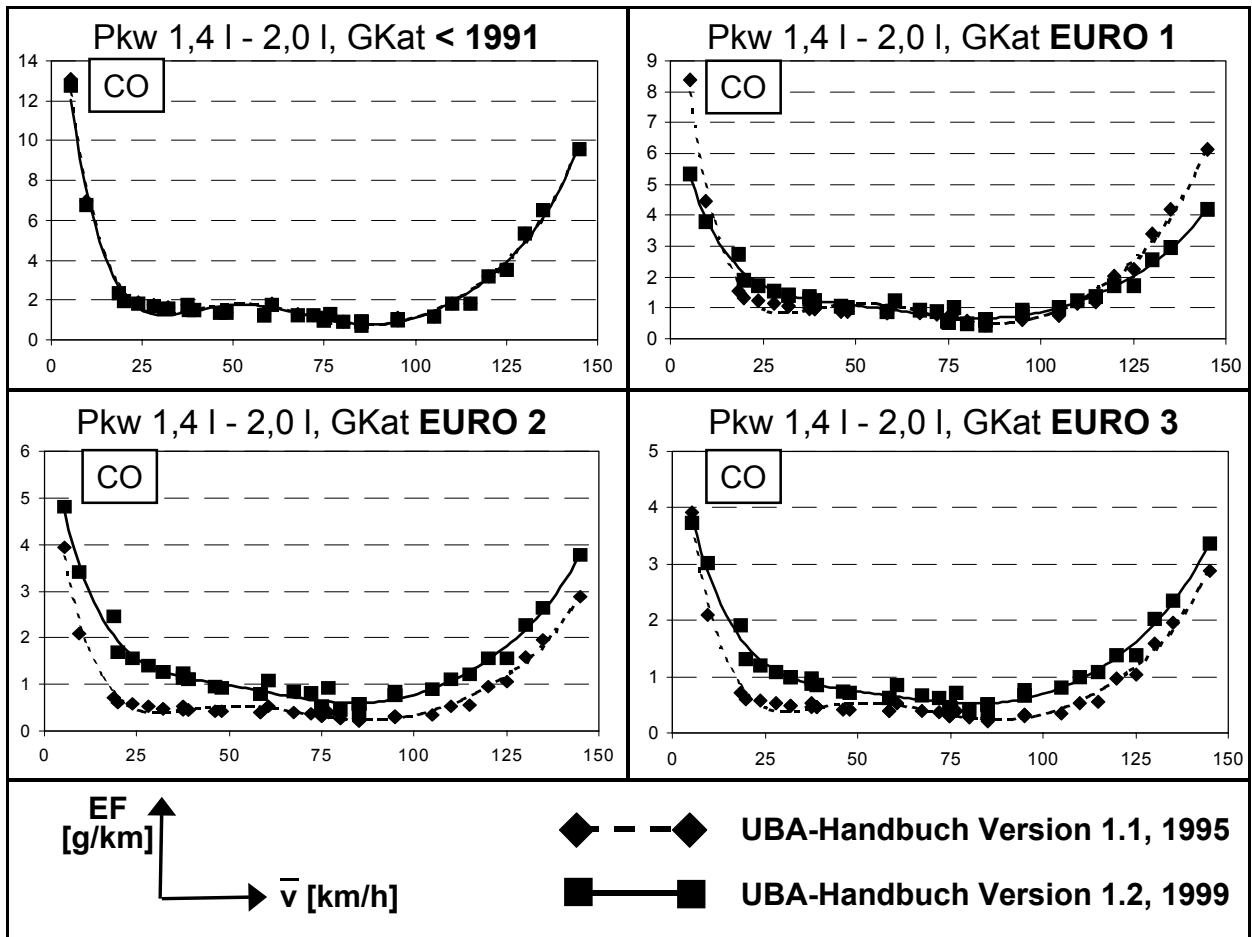 Pkw 1,4 l - 2,0 l, GKat < 1991
CO
14
12
10
8
6
4
2
0
0 25 50 75 100 125 150
Pkw 1,4 l - 2,0 l, GKat EURO 1
CO
9
8
7
6
5
4
3
2
1
0
0 25 50 75 100 125 150
Pkw 1,4 l - 2,0 l, GKat EURO 2
CO
6
5
4
3
2
1
0
0 25 50 75 100 125 150
Pkw 1,4 l - 2,0 l, GKat EURO 3
CO
5
4
3
2
1
0
0 25 50 75 100 125 150
EF
[g/km]
v̅ [km/h]
UBA-Handbuch Version 1.1, 1995
UBA-Handbuch Version 1.2, 1999